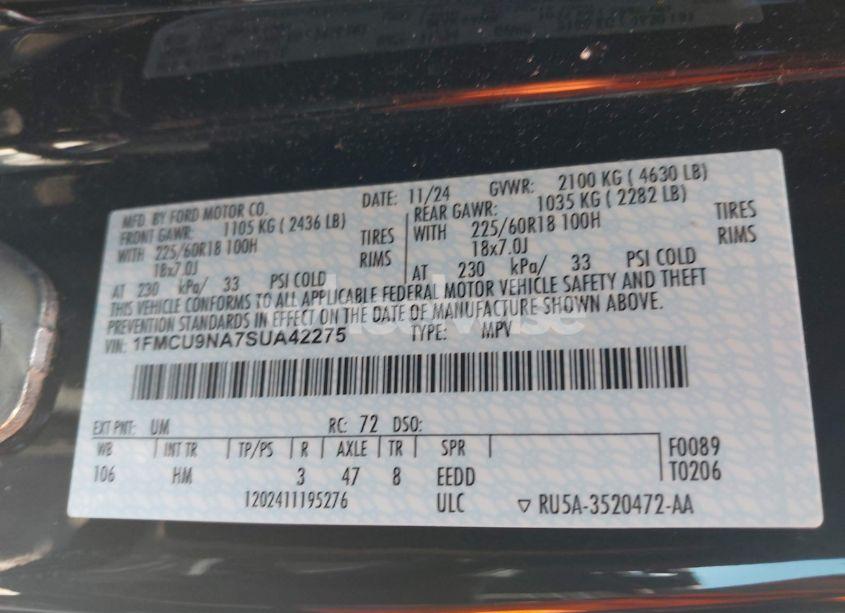 MFD. BY FORD MOTOR CO. DATE: 11/24 GVWR: 2100 KG ( 4630 LB)
FRONT GAWR: 1105 KG ( 2436 LB) REAR GAWR: 1035 KG ( 2282 LB)
WITH 225/60R18 100H TIRES WITH 225/60R18 100H TIRES
18x7.0J RIMS 18x7.0J RIMS
AT 230 kPa/ 33 PSI COLD AT 230 kPa/ 33 PSI COLD
THIS VEHICLE CONFORMS TO ALL APPLICABLE FEDERAL MOTOR VEHICLE SAFETY AND THEFT
PREVENTION STANDARDS IN EFFECT ON THE DATE OF MANUFACTURE SHOWN ABOVE.
VIN: 1FMCU9NA7SUA42275 TYPE: MPV
EXT PNT: UM RC: 72 DSO:
WB INT TR TP/PS R AXLE TR SPR F0089
106 HM 3 47 8 EEDD T0206
1202411195276 ULC ▽ RU5A-3520472-AA